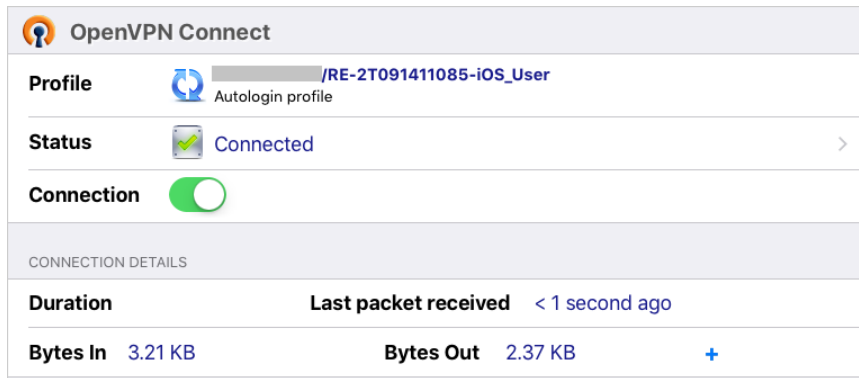 OpenVPN Connect
Profile /RE-2T091411085-iOS_User
Autologin profile
Status Connected
Connection
CONNECTION DETAILS
Duration Last packet received < 1 second ago
Bytes In 3.21 KB Bytes Out 2.37 KB +